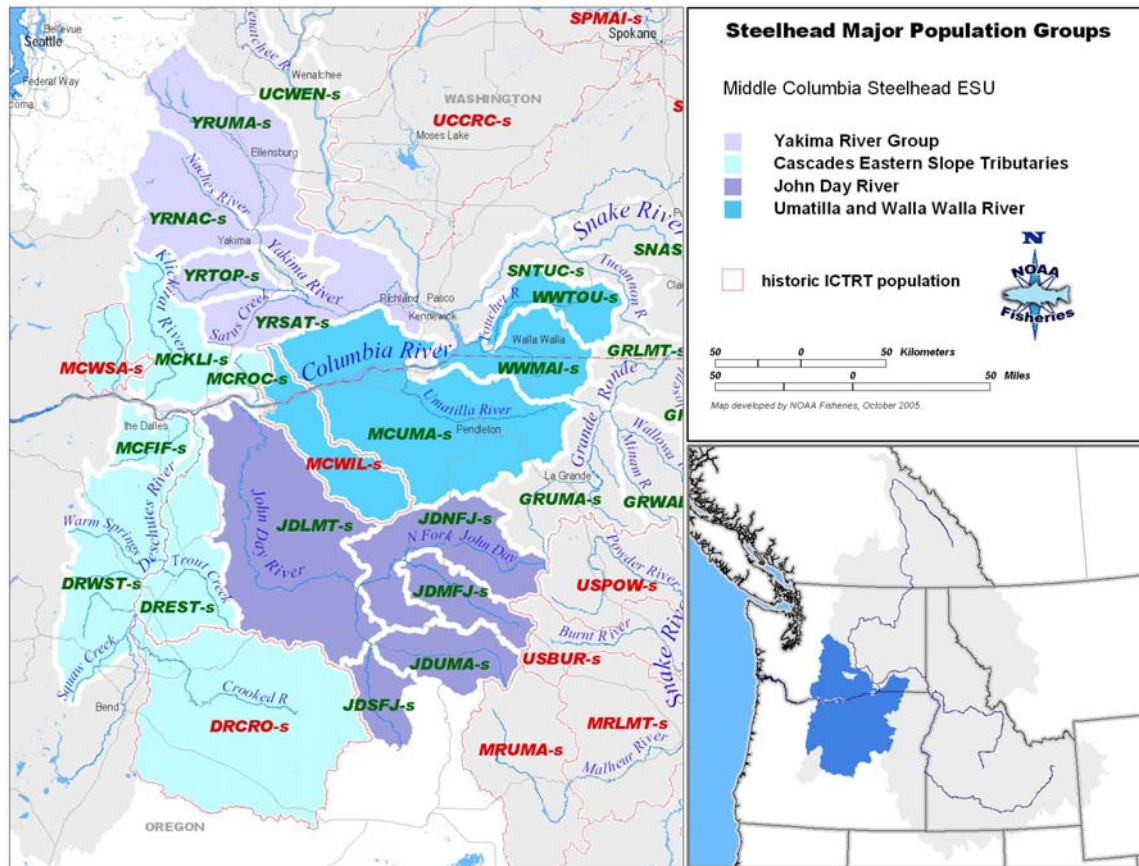 Steelhead Major Population Groups
Middle Columbia Steelhead ESU
Yakima River Group
Cascades Eastern Slope Tributaries
John Day River
Umatilla and Walla Walla River
historic ICTRT population
N
NOAA
Fisheries
50 0 50 Kilometers
50 0 50 Miles
Map developed by NOAA Fisheries, October 2005.
SPMAI-s
Spokane
Bellevue
Seattle
Federal Way
Wenatchee
UCWEN-s
WASHINGTON
UCCRC-s
Moses Lake
YRUMA-s
Ellensburg
Naches River
YRNAC-s
Yakima
Snake River
SNAS
Klickitat River
YRTOP-s
Yakima River
SNTUC-s
Tucannon R
Richland
Pasco
Kennewick
Touchet R
WWTOU-s
Satus Creek
YRSAT-s
Walla Walla
MCWSA-s
MCKLI-s
MCROC-s
Columbia River
WWMAI-s
GRLMT-s
the Dalles
Umatilla River
MCUMA-s
Pendleton
Grande Ronde
MCFIF-s
MCWIL-s
Wallowa
Minam R
La Grande
GRUMA-s
Deschutes River
John Day River
JDLMT-s
JDNFJ-s
N Fork John Day
Warm Springs
Trout Creek
Powder River
DRWST-s
DREST-s
JDMFJ-s
USPOW-s
Burnt River
Snake River
Squaw Creek
JDUMA-s
USBUR-s
Crooked R
Bend
DRCRO-s
JDSFJ-s
MRLMT-s
MRUMA-s
Malheur River
OREGON